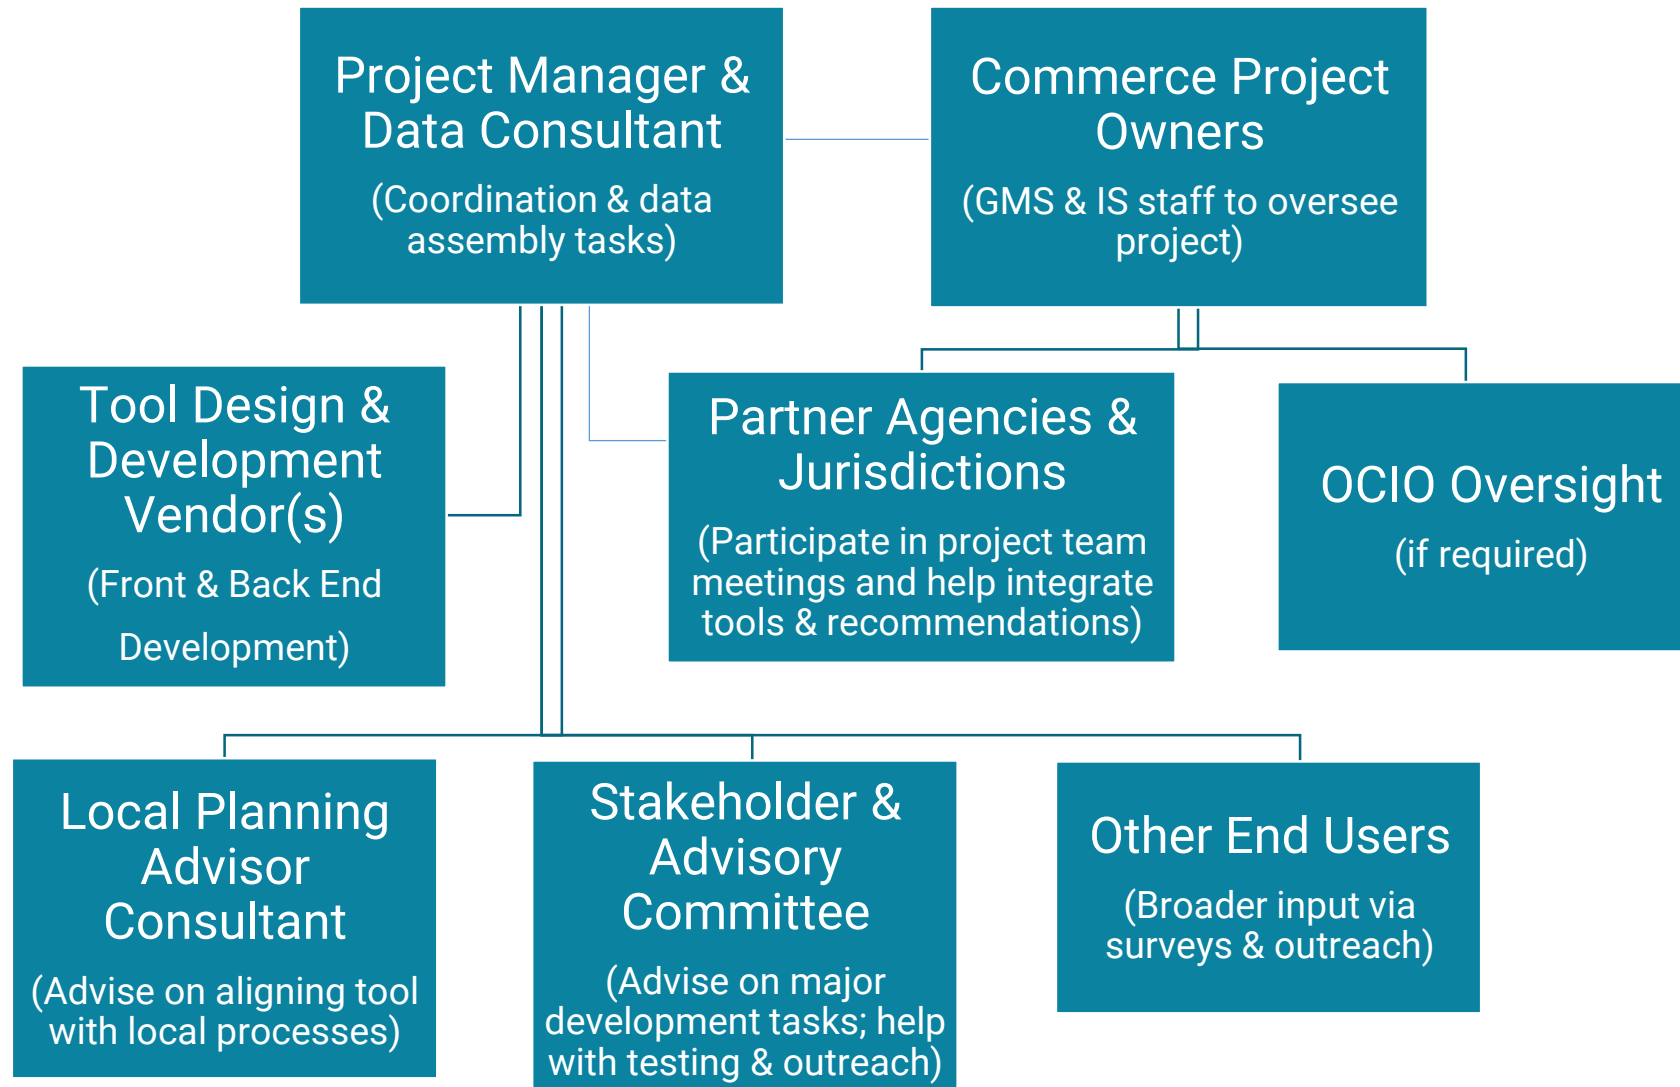 Project Manager &
Data Consultant
(Coordination & data
assembly tasks)
Commerce Project
Owners
(GMS & IS staff to oversee
project)
Tool Design &
Development
Vendor(s)
(Front & Back End
Development)
Partner Agencies &
Jurisdictions
(Participate in project team
meetings and help integrate
tools & recommendations)
OCIO Oversight
(if required)
Local Planning
Advisor
Consultant
(Advise on aligning tool
with local processes)
Stakeholder &
Advisory
Committee
(Advise on major
development tasks; help
with testing & outreach)
Other End Users
(Broader input via
surveys & outreach)